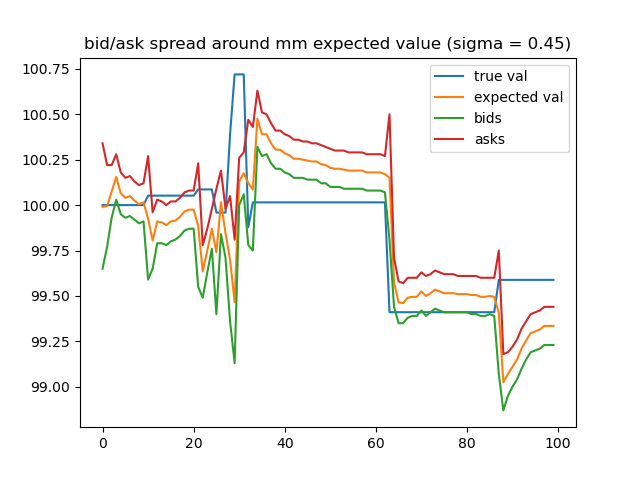 bid/ask spread around mm expected value (sigma = 0.45)
100.75
100.50
100.25
100.00
99.75
99.50
99.25
99.00
true val
expected val
bids
asks
0 20 40 60 80 100